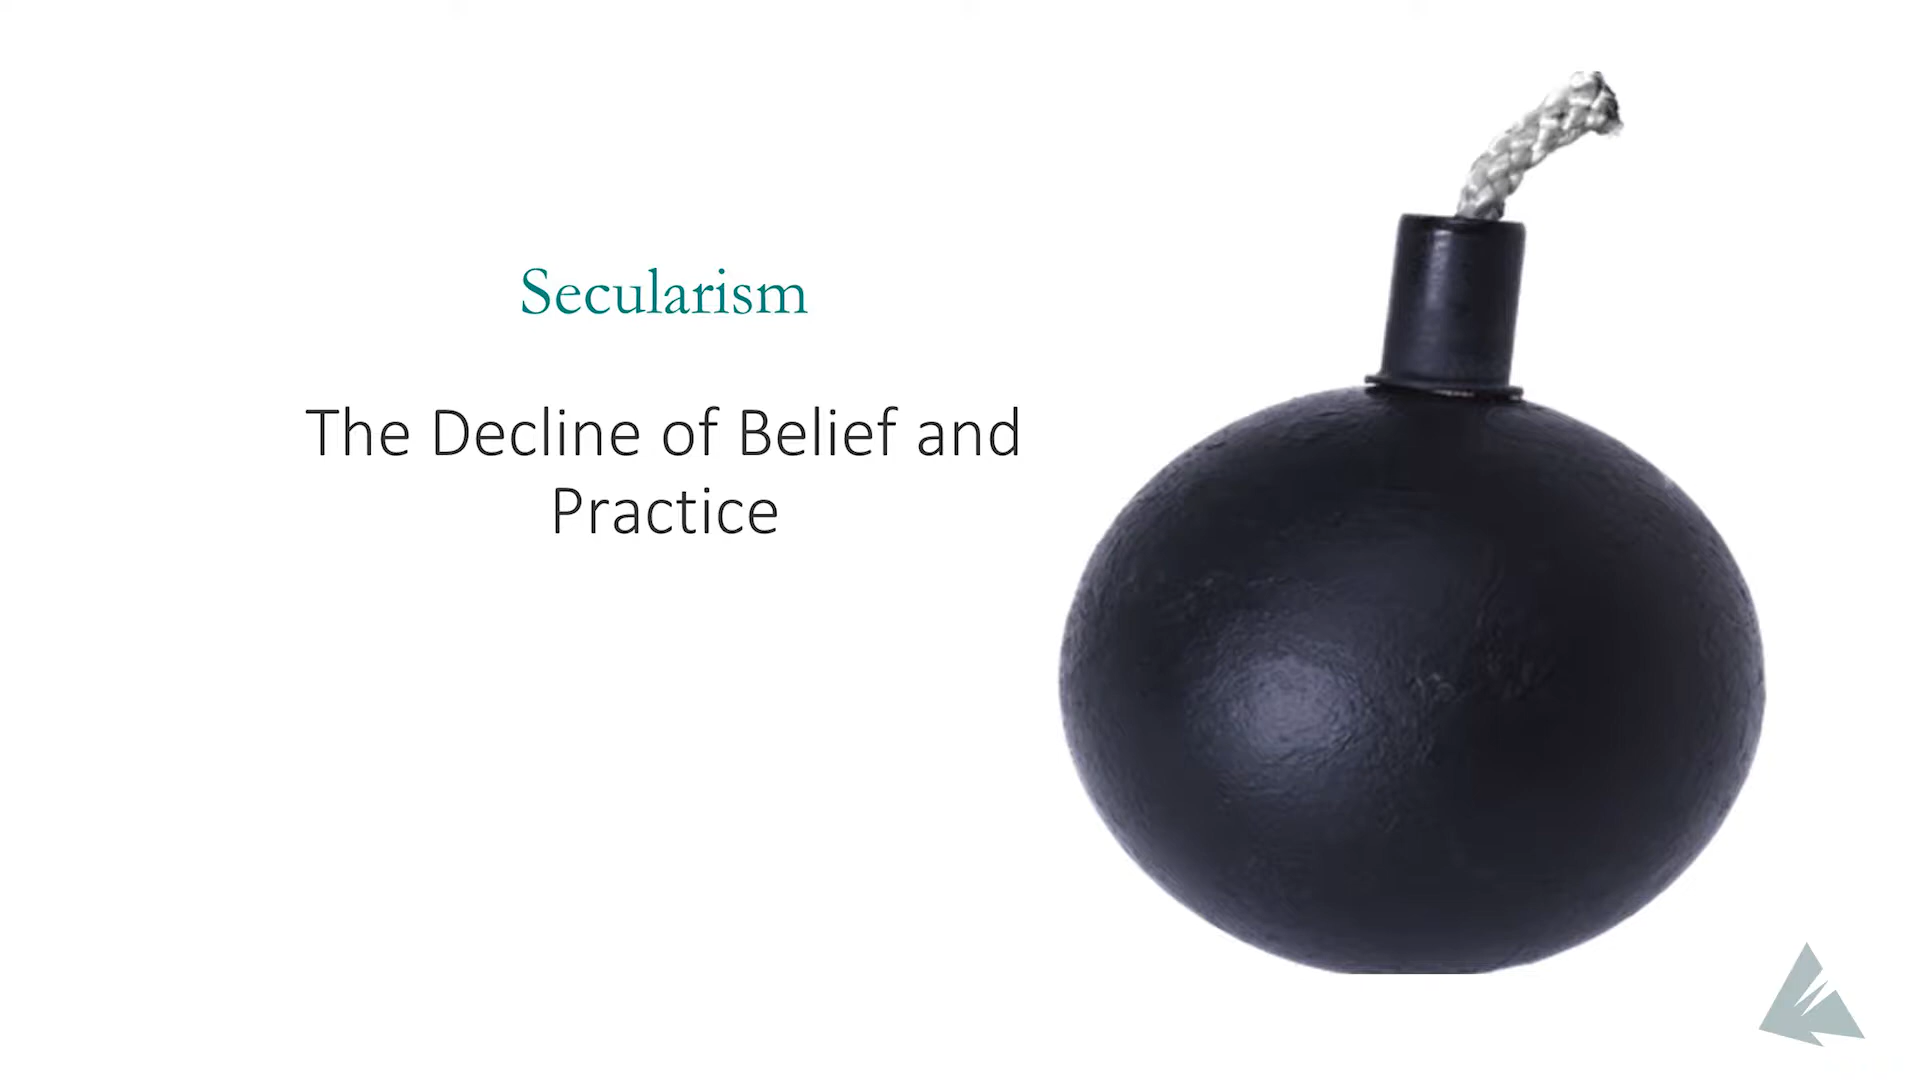 Secularism
The Decline of Belief and
Practice